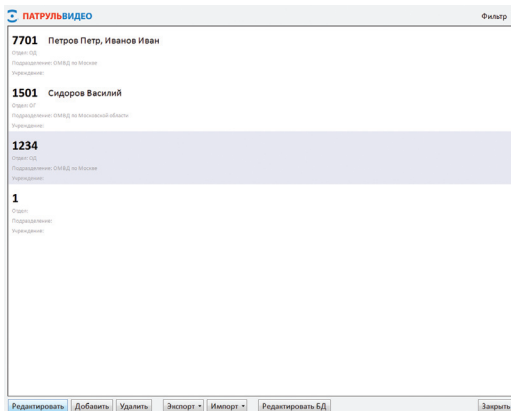 ПАТРУЛЬВИДЕО
Фильтр
7701 Петров Петр, Иванов Иван
Отдел: ОД
Подразделение: ОМВД по Москве
Учреждение:
1501 Сидоров Василий
Отдел: ОГ
Подразделение: ОМВД по Московской области
Учреждение:
1234
Отдел: ОД
Подразделение: ОМВД по Москве
Учреждение:
1
Отдел:
Подразделение:
Учреждение:
Редактировать Добавить Удалить Экспорт Импорт Редактировать БД Закрыть